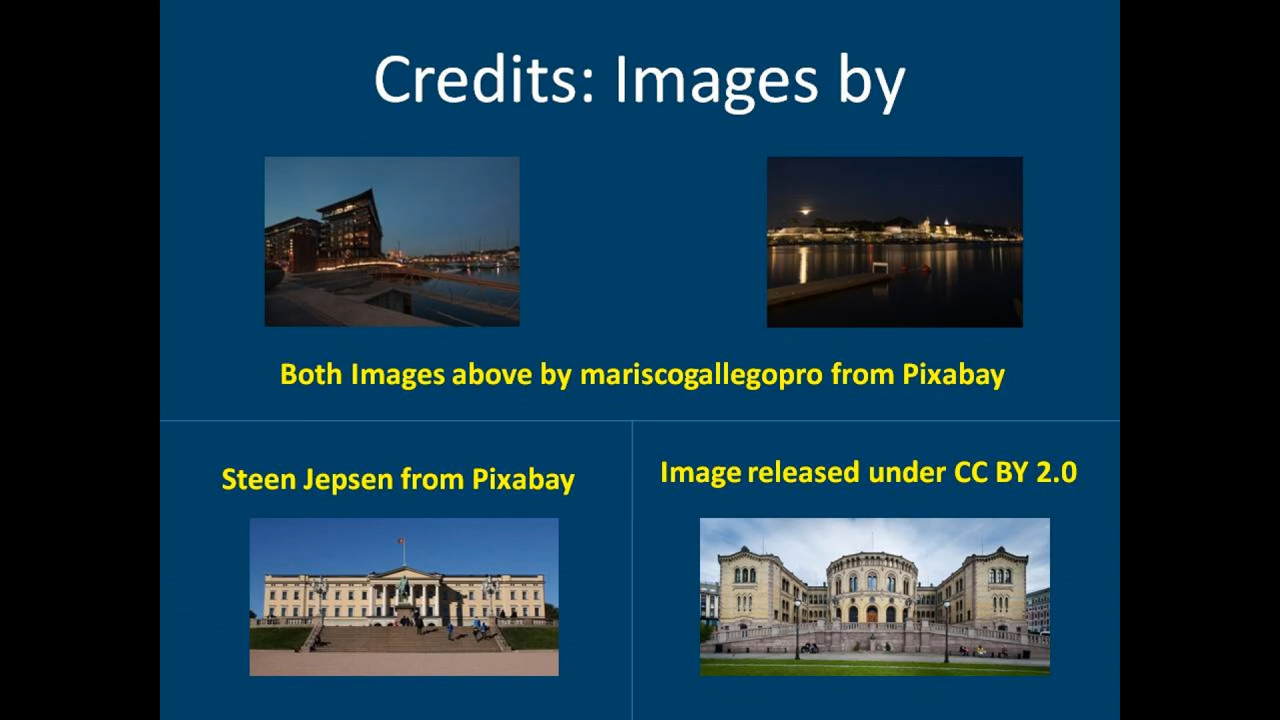 Credits: Images by
Both Images above by mariscogallegopro from Pixabay
Steen Jepsen from Pixabay
Image released under CC BY 2.0